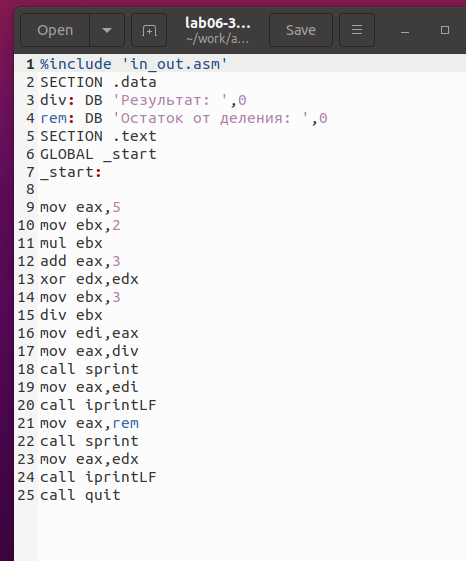 Open
lab06-3...
~/work/a...
Save
1 %include 'in_out.asm'
2 SECTION .data
3 div: DB 'Результат: ',0
4 rem: DB 'Остаток от деления: ',0
5 SECTION .text
6 GLOBAL _start
7 _start:
8
9 mov eax,5
10 mov ebx,2
11 mul ebx
12 add eax,3
13 xor edx,edx
14 mov ebx,3
15 div ebx
16 mov edi,eax
17 mov eax,div
18 call sprint
19 mov eax,edi
20 call iprintLF
21 mov eax,rem
22 call sprint
23 mov eax,edx
24 call iprintLF
25 call quit